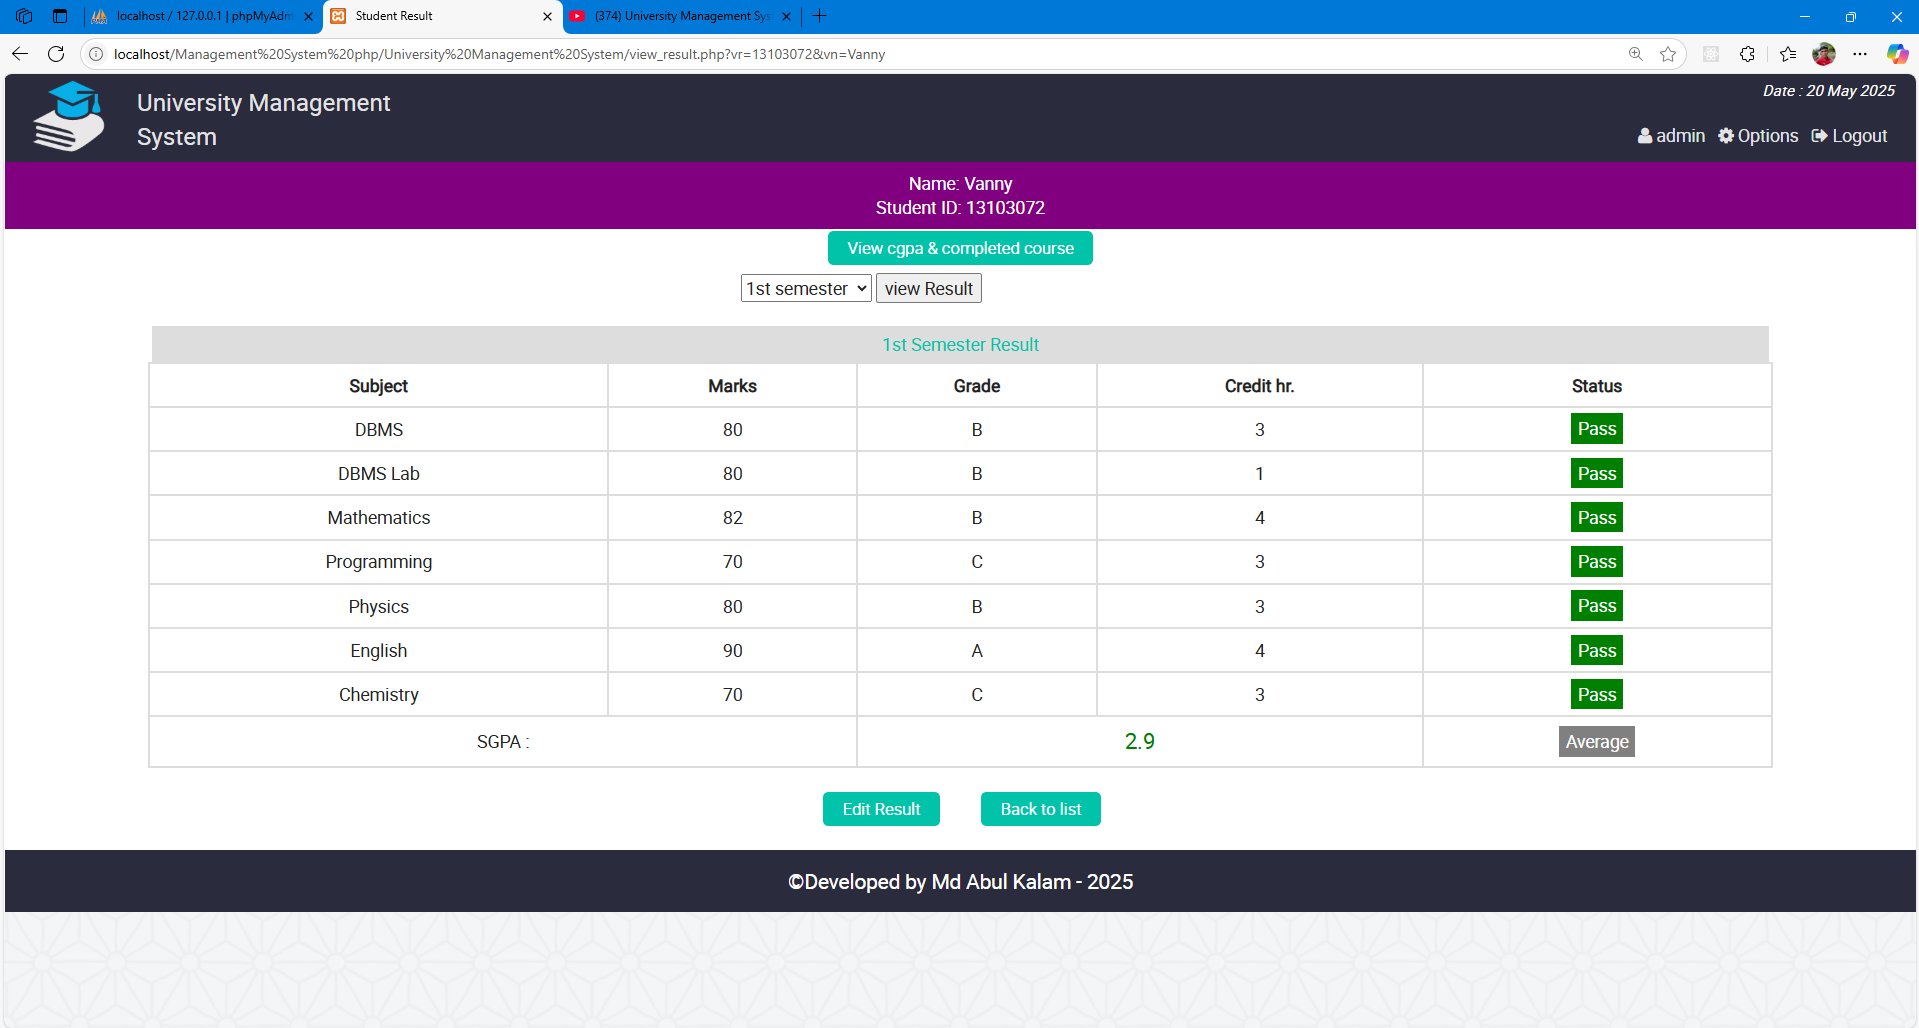 localhost / 127.0.0.1 | phpMyAdm
Student Result
(374) University Management Sys
localhost/Management%20System%20php/University%20Management%20System/view_result.php?vr=13103072&vn=Vanny
University Management
System
Date : 20 May 2025
admin Options Logout
Name: Vanny
Student ID: 13103072
View cgpa & completed course
1st semester view Result
1st Semester Result
Subject Marks Grade Credit hr. Status
DBMS 80 B 3 Pass
DBMS Lab 80 B 1 Pass
Mathematics 82 B 4 Pass
Programming 70 C 3 Pass
Physics 80 B 3 Pass
English 90 A 4 Pass
Chemistry 70 C 3 Pass
SGPA : 2.9 Average
Edit Result Back to list
©Developed by Md Abul Kalam - 2025